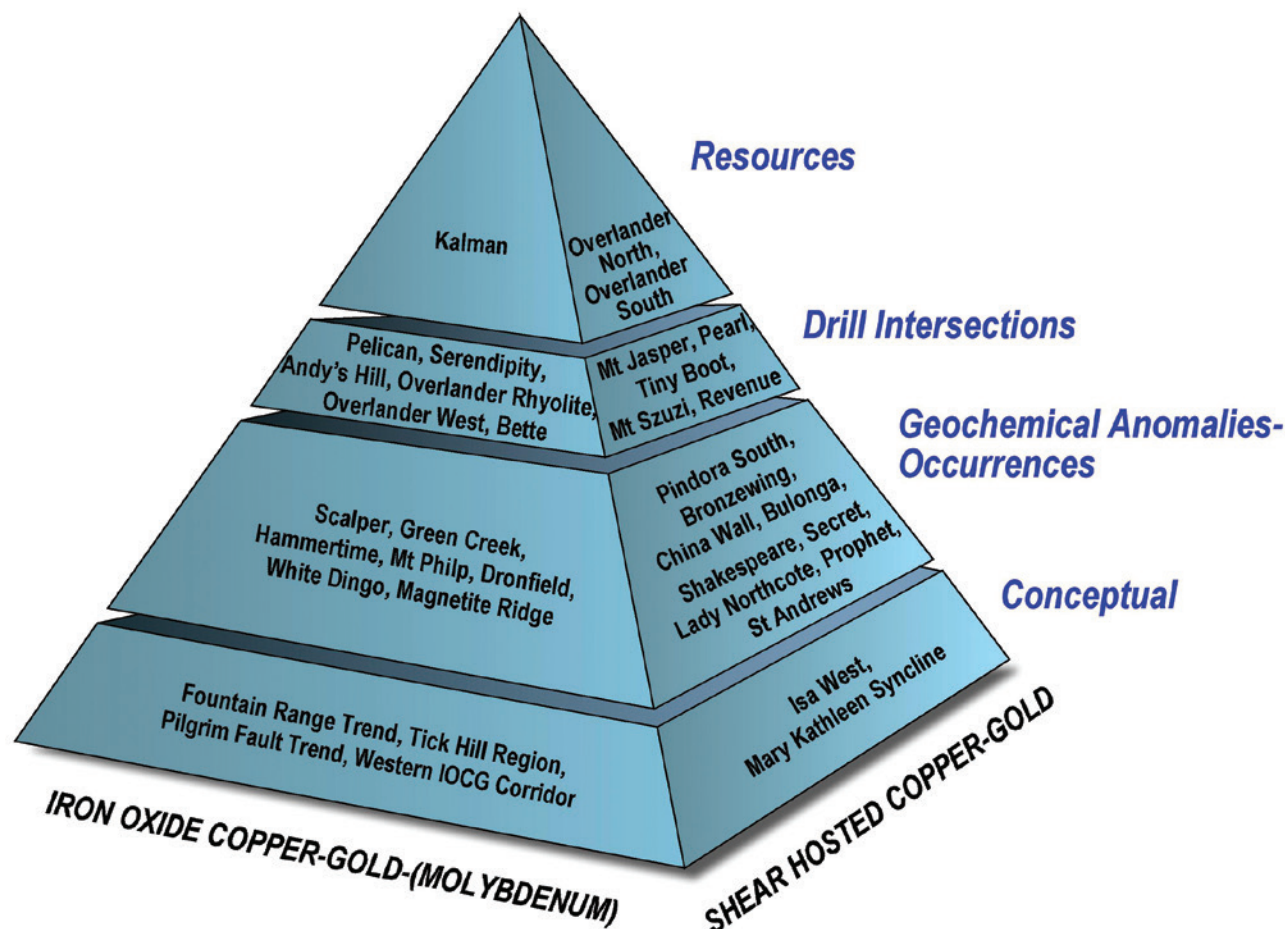 Resources
Kalman
Overlander
North,
Overlander
South
Drill Intersections
Pelican, Serendipity,
Andy's Hill, Overlander Rhyolite,
Overlander West, Bette
Mt Jasper, Pearl,
Tiny Boot,
Mt Szuzi, Revenue
Geochemical Anomalies-
Occurrences
Scalper, Green Creek,
Hammertime, Mt Philp, Dronfield,
White Dingo, Magnetite Ridge
Pindora South,
Bronzewing,
China Wall, Bulonga,
Shakespeare, Secret,
Lady Northcote, Prophet,
St Andrews
Conceptual
Fountain Range Trend, Tick Hill Region,
Pilgrim Fault Trend, Western IOCG Corridor
Isa West,
Mary Kathleen Syncline
IRON OXIDE COPPER-GOLD-(MOLYBDENUM)
SHEAR HOSTED COPPER-GOLD